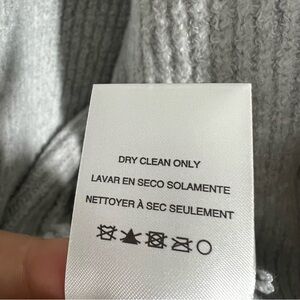 DRY CLEAN ONLY
LAVAR EN SECO SOLAMENTE
NETTOYER À SEC SEULEMENT